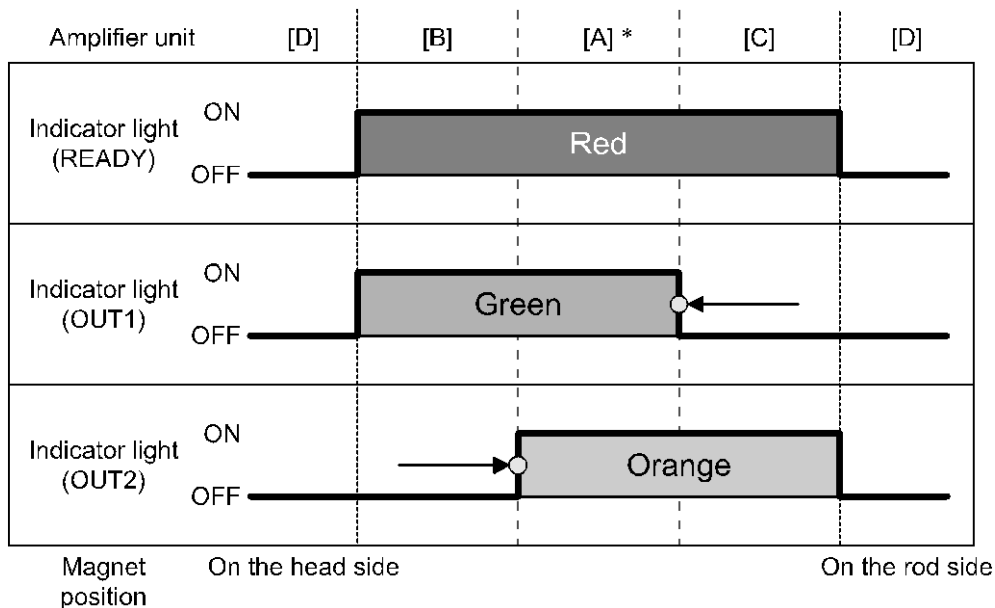 Amplifier unit [D] [B] [A] * [C] [D]
Indicator light
(READY)
ON
OFF
Red
Indicator light
(OUT1)
ON
OFF
Green
Indicator light
(OUT2)
ON
OFF
Orange
Magnet
position
On the head side
On the rod side